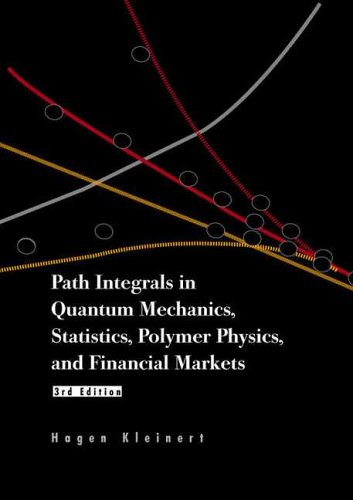 Path Integrals in
Quantum Mechanics,
Statistics, Polymer Physics,
and Financial Markets
3rd Edition
Hagen Kleinert